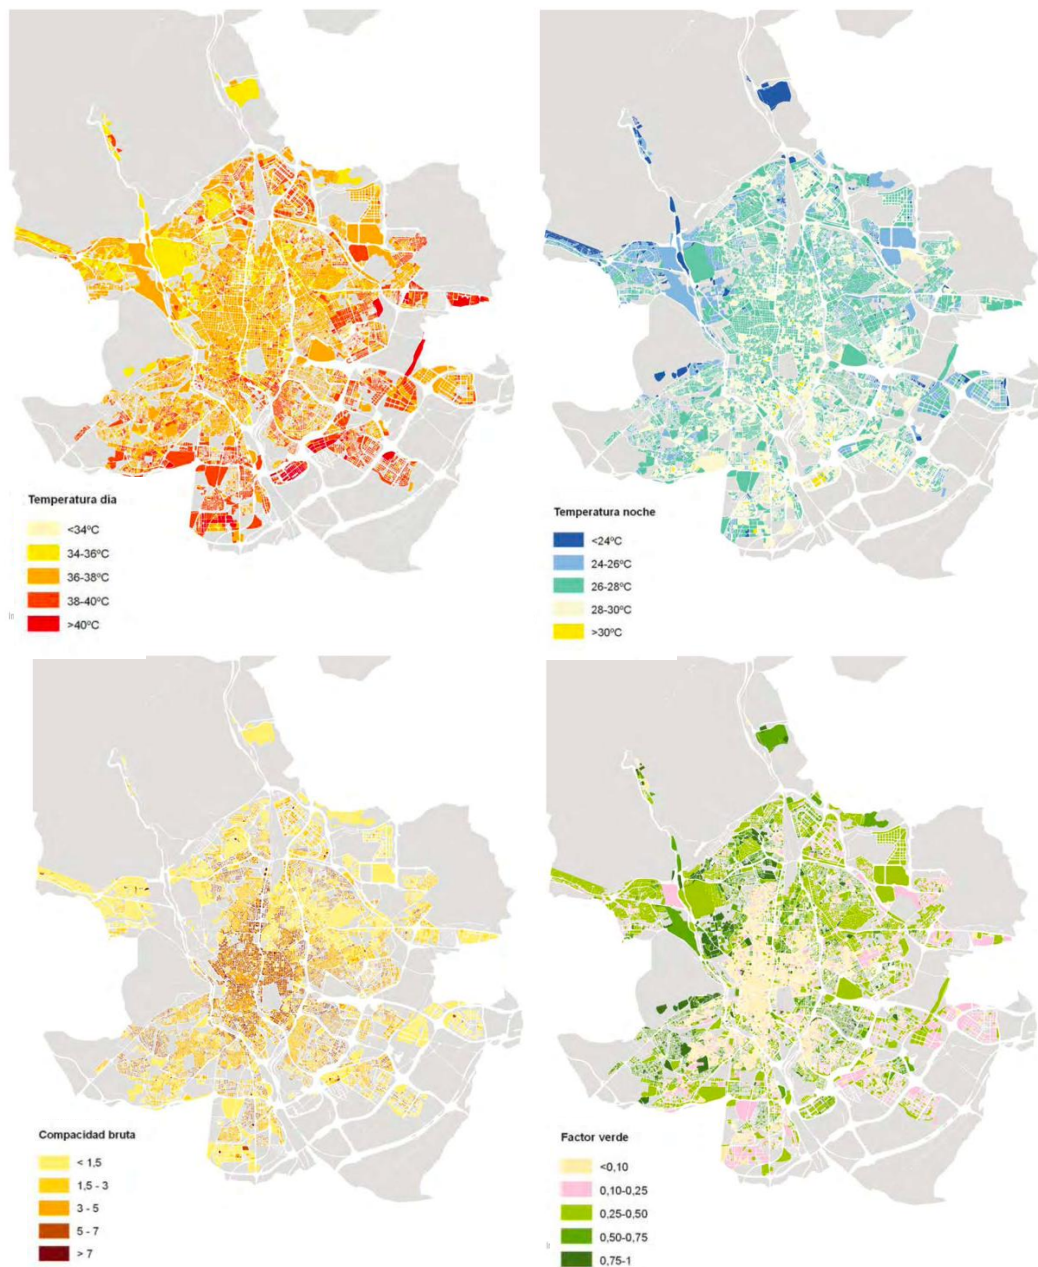 Temperatura día
<34ºC
34-36ºC
36-38ºC
38-40ºC
>40ºC
Temperatura noche
<24ºC
24-26ºC
26-28ºC
28-30ºC
>30ºC
Compacidad bruta
< 1,5
1,5 - 3
3 - 5
5 - 7
> 7
Factor verde
<0,10
0,10-0,25
0,25-0,50
0,50-0,75
0,75-1